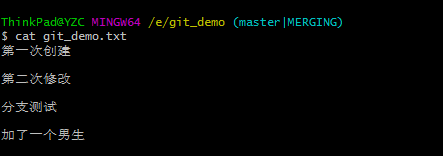 ThinkPad@YZC MINGW64 /e/git_demo (master|MERGING)
$ cat git_demo.txt
第一次创建
第二次修改
分支测试
加了一个男生